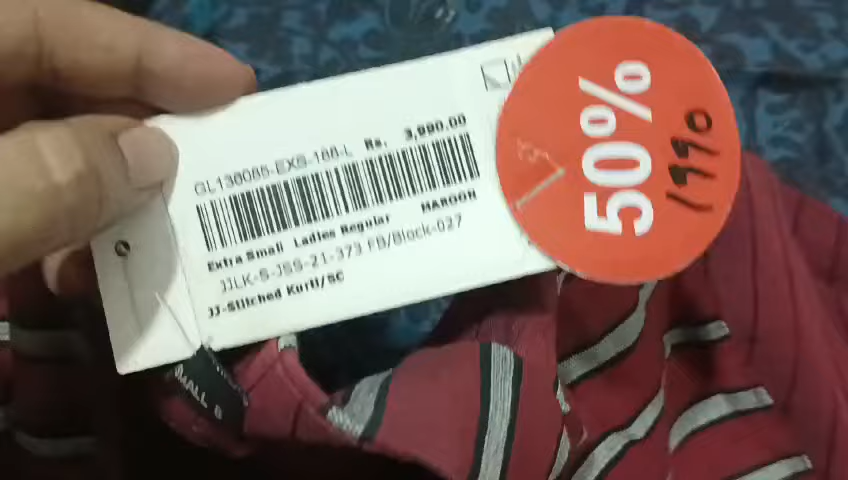 GL130085-EXS-188-L Rs. 3,990.00
Extra Small Ladies Regular MAROON
JJLK-S-JSS-21-373 FB/Block-027
JJ-Stitched Kurti/SC
50%
1990